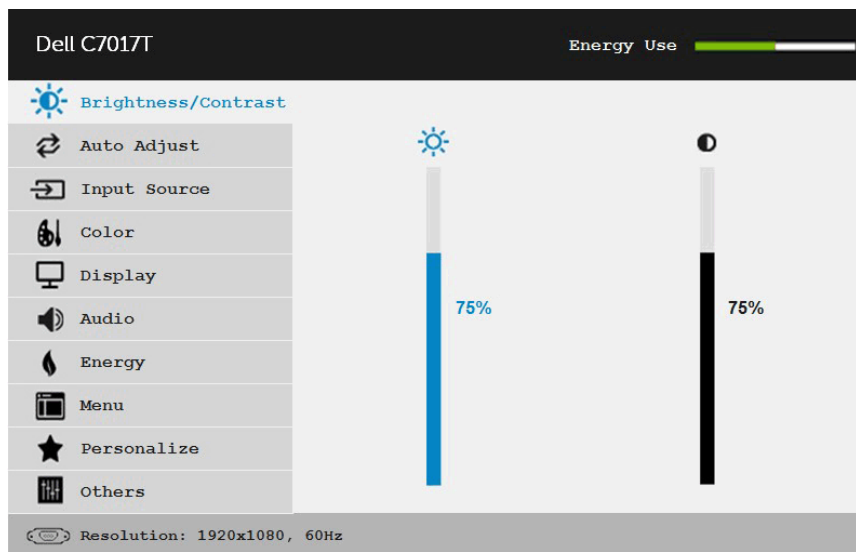 Dell C7017T
Energy Use
Brightness/Contrast
Auto Adjust
Input Source
Color
Display
Audio
Energy
Menu
Personalize
Others
75%
75%
Resolution: 1920x1080, 60Hz